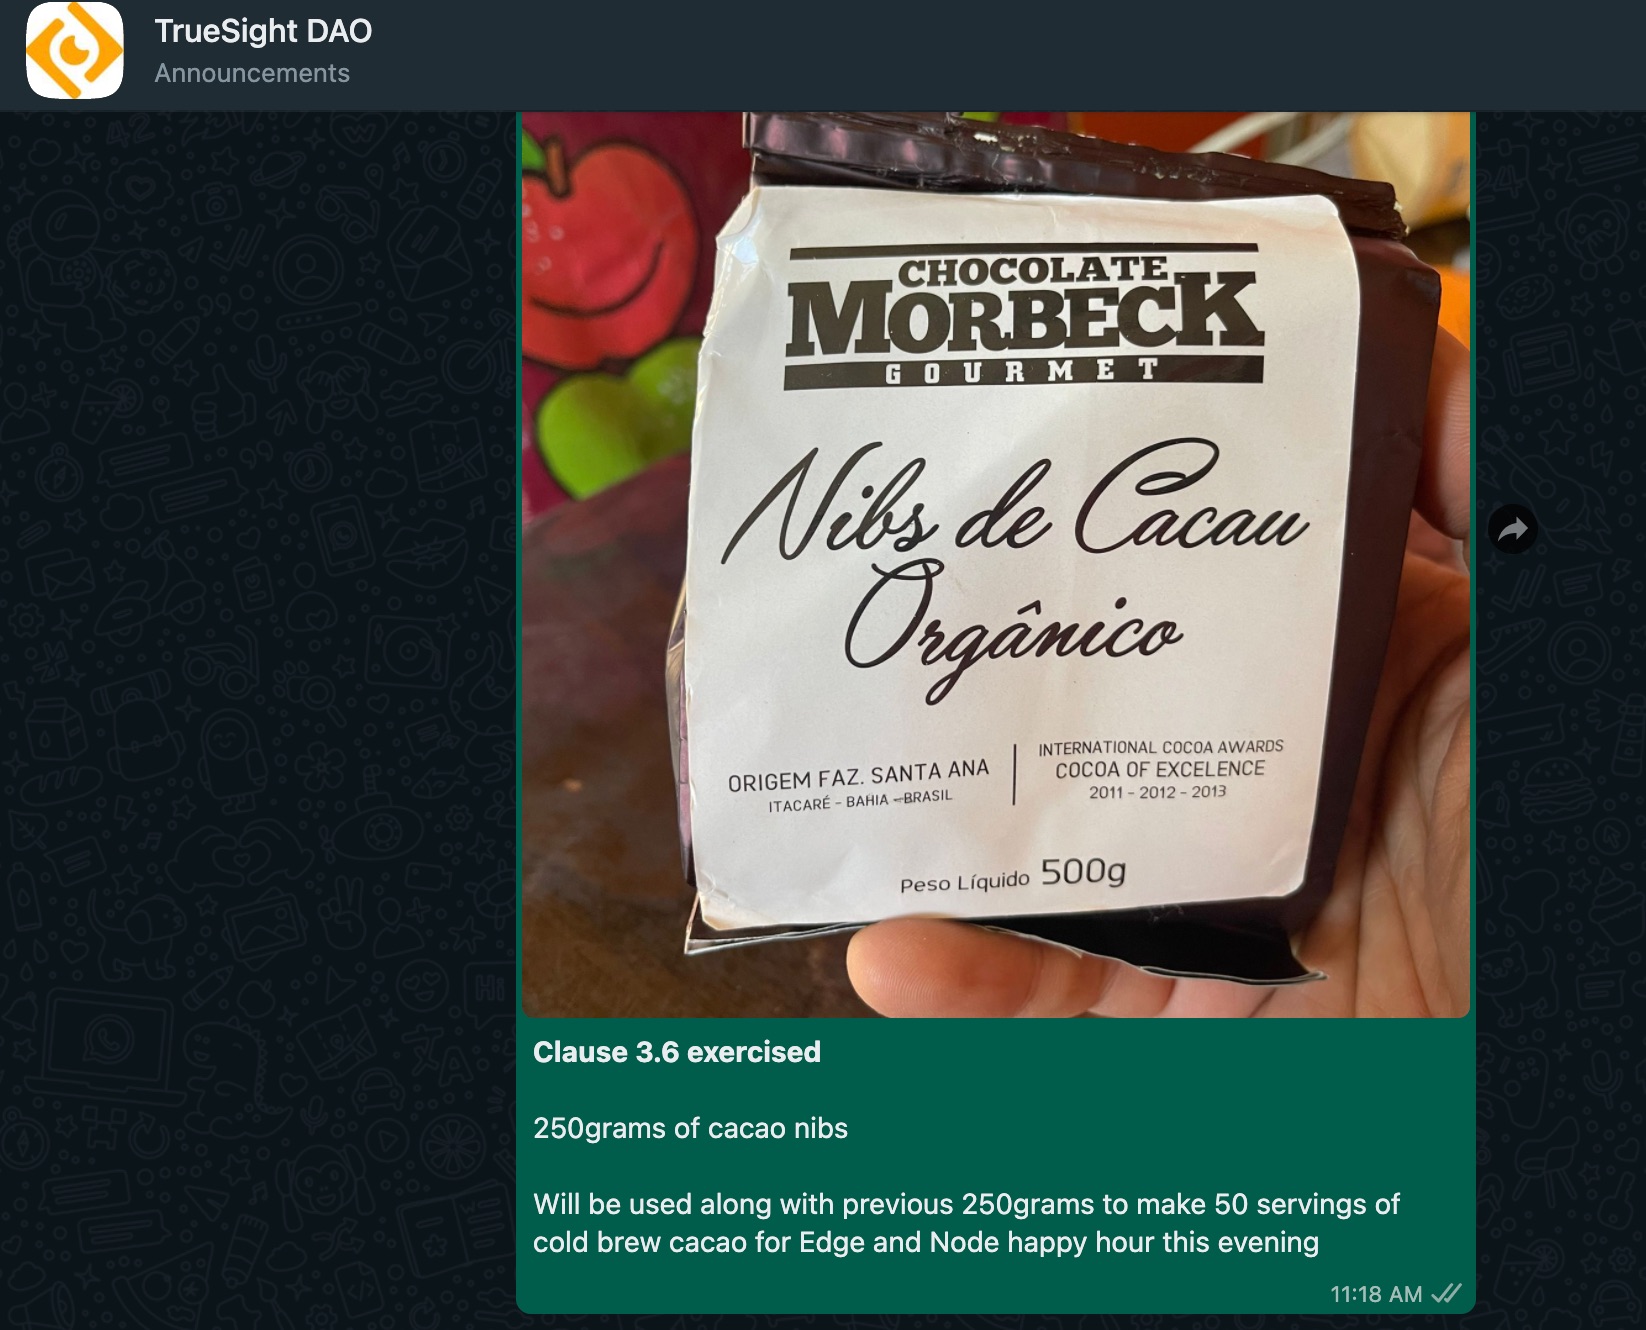 TrueSight DAO
Announcements
CHOCOLATE
MORBECK
GOURMET
Nibs de Cacau
Orgânico
ORIGEM FAZ. SANTA ANA
ITACARÉ - BAHIA - BRASIL
INTERNATIONAL COCOA AWARDS
COCOA OF EXCELENCE
2011 - 2012 - 2013
Peso Líquido 500g
Clause 3.6 exercised
250grams of cacao nibs
Will be used along with previous 250grams to make 50 servings of
cold brew cacao for Edge and Node happy hour this evening
11:18 AM